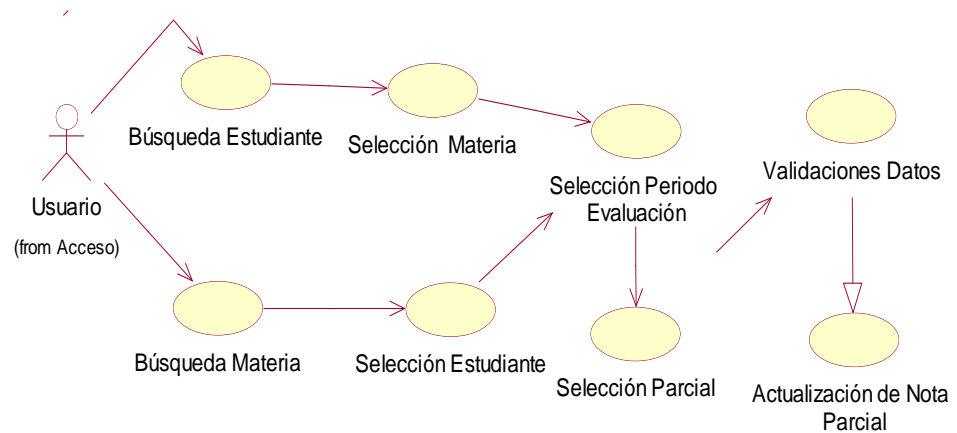 Búsqueda Estudiante
Selección Materia
Usuario
(from Acceso)
Selección Periodo
Evaluación
Validaciones Datos
Búsqueda Materia
Selección Estudiante
Selección Parcial
Actualización de Nota
Parcial